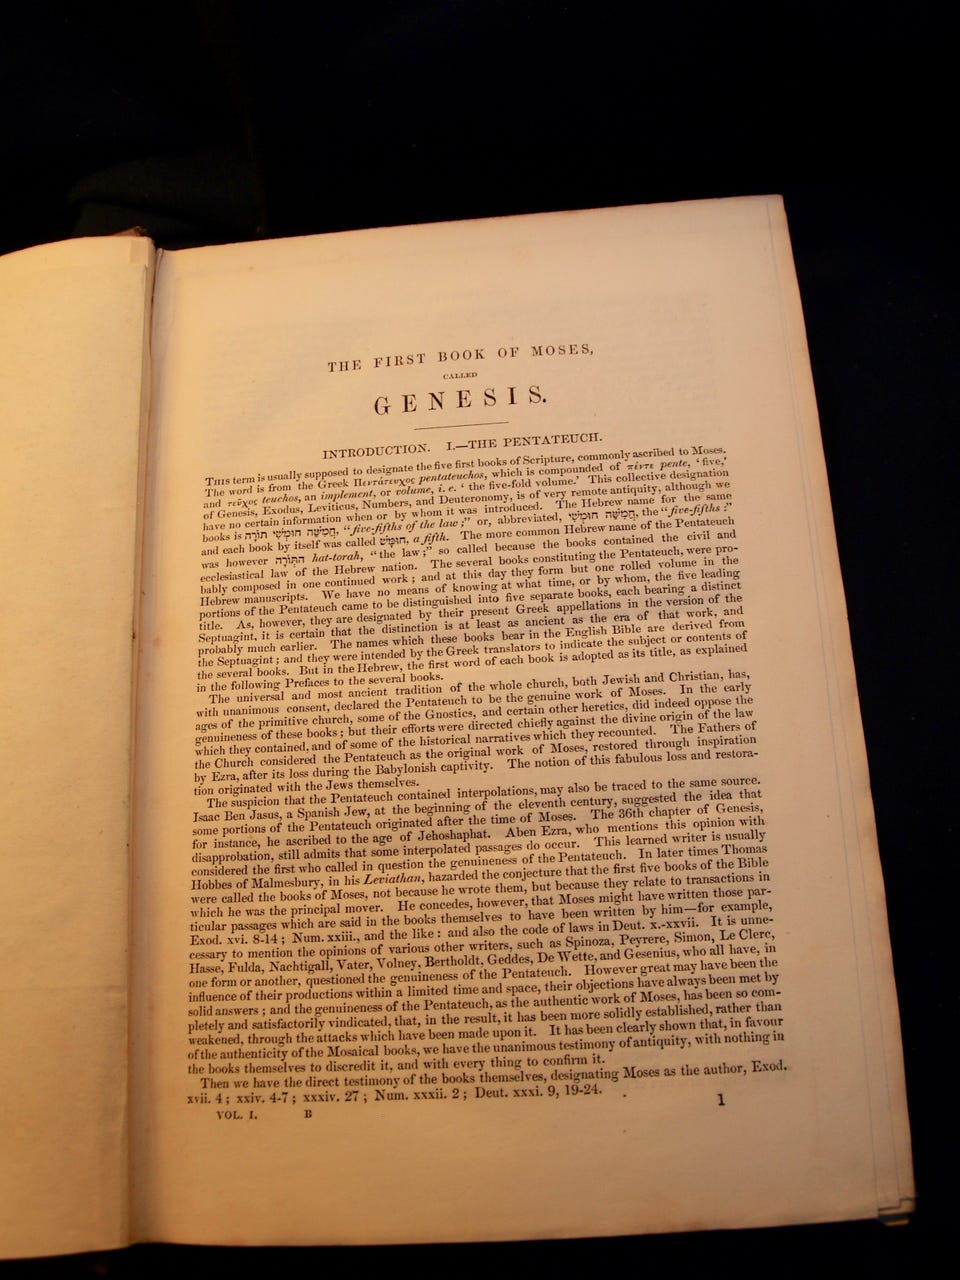 THE FIRST BOOK OF MOSES,
CALLED
GENESIS.
INTRODUCTION. I.—THE PENTATEUCH.
THIS term is usually supposed to designate the five first books of Scripture, commonly ascribed to Moses.
The word is from the Greek Πεντάτευχος pentateuchos, which is compounded of πέντε pente, ‘five,’
and τεῦχος teuchos, an implement, or volume, i. e. ‘the five-fold volume.’ This collective designation
of Genesis, Exodus, Leviticus, Numbers, and Deuteronomy, is of very remote antiquity, although we
have no certain information when or by whom it was introduced. The Hebrew name for the same
books is חֲמִשָּׁה חוּמְשֵׁי תוֹרָה, “five-fifths of the law;” or, abbreviated, חֲמִשָּׁה חוּמְשֵׁי, the “five-fifths:”
and each book by itself was called חוּמָשׁ, a fifth. The more common Hebrew name of the Pentateuch
was however הַתּוֹרָה hat-torah, “the law;” so called because the books contained the civil and
ecclesiastical law of the Hebrew nation. The several books constituting the Pentateuch, were pro-
bably composed in one continued work; and at this day they form but one rolled volume in the
Hebrew manuscripts. We have no means of knowing at what time, or by whom, the five leading
portions of the Pentateuch came to be distinguished into five separate books, each bearing a distinct
title. As, however, they are designated by their present Greek appellations in the version of the
Septuagint, it is certain that the distinction is at least as ancient as the era of that work, and
probably much earlier. The names which these books bear in the English Bible are derived from
the Septuagint; and they were intended by the Greek translators to indicate the subject or contents of
the several books. But in the Hebrew, the first word of each book is adopted as its title, as explained
in the following Prefaces to the several books.
The universal and most ancient tradition of the whole church, both Jewish and Christian, has,
with unanimous consent, declared the Pentateuch to be the genuine work of Moses. In the early
ages of the primitive church, some of the Gnostics, and certain other heretics, did indeed oppose the
genuineness of these books; but their efforts were directed chiefly against the divine origin of the law
which they contained, and of some of the historical narratives which they recounted. The Fathers of
the Church considered the Pentateuch as the original work of Moses, restored through inspiration
by Ezra, after its loss during the Babylonish captivity. The notion of this fabulous loss and restora-
tion originated with the Jews themselves.
The suspicion that the Pentateuch contained interpolations, may also be traced to the same source.
Isaac Ben Jasus, a Spanish Jew, at the beginning of the eleventh century, suggested the idea that
some portions of the Pentateuch originated after the time of Moses. The 36th chapter of Genesis,
for instance, he ascribed to the age of Jehoshaphat. Aben Ezra, who mentions this opinion with
disapprobation, still admits that some interpolated passages do occur. This learned writer is usually
considered the first who called in question the genuineness of the Pentateuch. In later times Thomas
Hobbes of Malmesbury, in his Leviathan, hazarded the conjecture that the first five books of the Bible
were called the books of Moses, not because he wrote them, but because they relate to transactions in
which he was the principal mover. He concedes, however, that Moses might have written those par-
ticular passages which are said in the books themselves to have been written by him—for example,
Exod. xvi. 8-14; Num. xxiii., and the like: and also the code of laws in Deut. x.-xxvii. It is unne-
cessary to mention the opinions of various other writers, such as Spinoza, Peyrere, Simon, Le Clerc,
Hasse, Fulda, Nachtigall, Vater, Volney, Bertholdt, Geddes, De Wette, and Gesenius, who all have, in
one form or another, questioned the genuineness of the Pentateuch. However great may have been the
influence of their productions within a limited time and space, their objections have always been met by
solid answers; and the genuineness of the Pentateuch, as the authentic work of Moses, has been so com-
pletely and satisfactorily vindicated, that, in the result, it has been more solidly established, rather than
weakened, through the attacks which have been made upon it. It has been clearly shown that, in favour
of the authenticity of the Mosaical books, we have the unanimous testimony of antiquity, with nothing in
the books themselves to discredit it, and with every thing to confirm it.
Then we have the direct testimony of the books themselves, designating Moses as the author, Exod.
xvii. 4; xxiv. 4-7; xxxiv. 27; Num. xxxii. 2; Deut. xxxi. 9, 19-24.
VOL. I. B 1